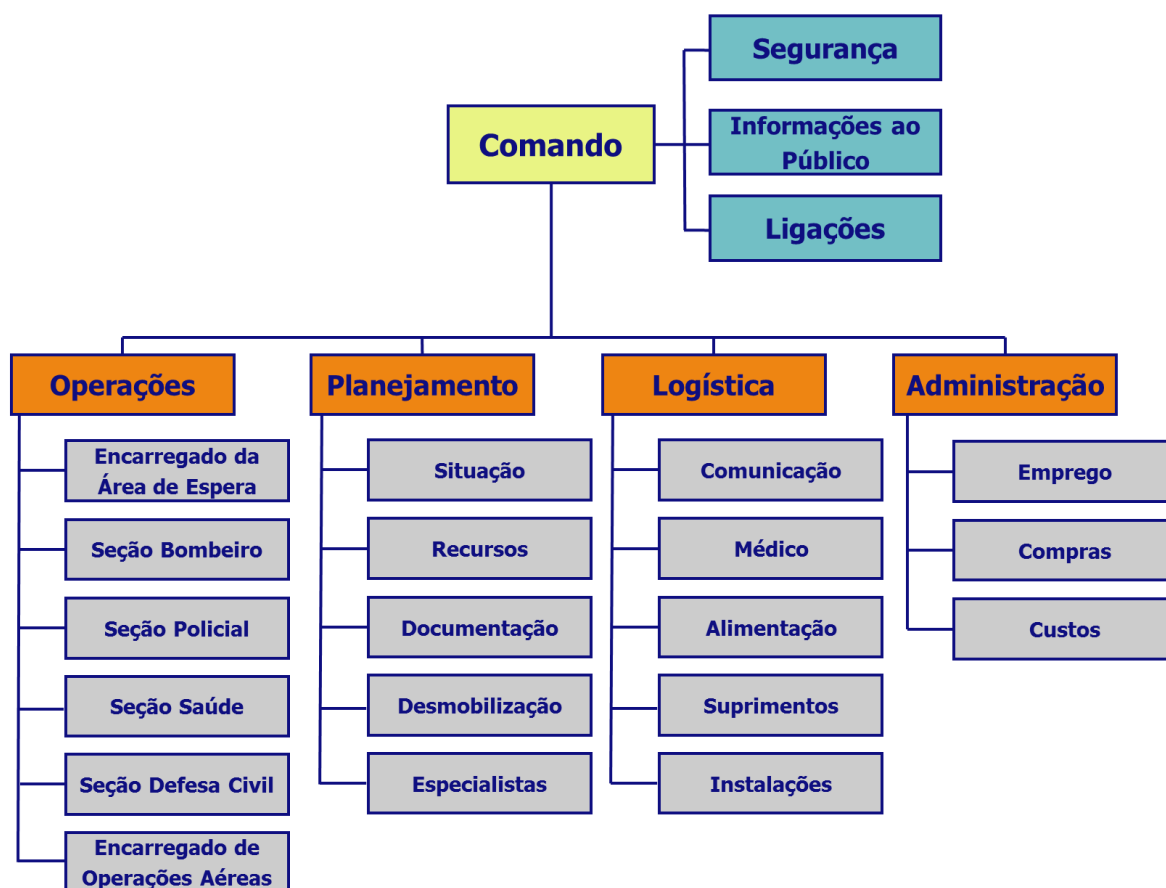 Segurança
Comando
Informações ao
Público
Ligações
Operações
Planejamento
Logística
Administração
Encarregado da
Área de Espera
Seção Bombeiro
Seção Policial
Seção Saúde
Seção Defesa Civil
Encarregado de
Operações Aéreas
Situação
Recursos
Documentação
Desmobilização
Especialistas
Comunicação
Médico
Alimentação
Suprimentos
Instalações
Emprego
Compras
Custos